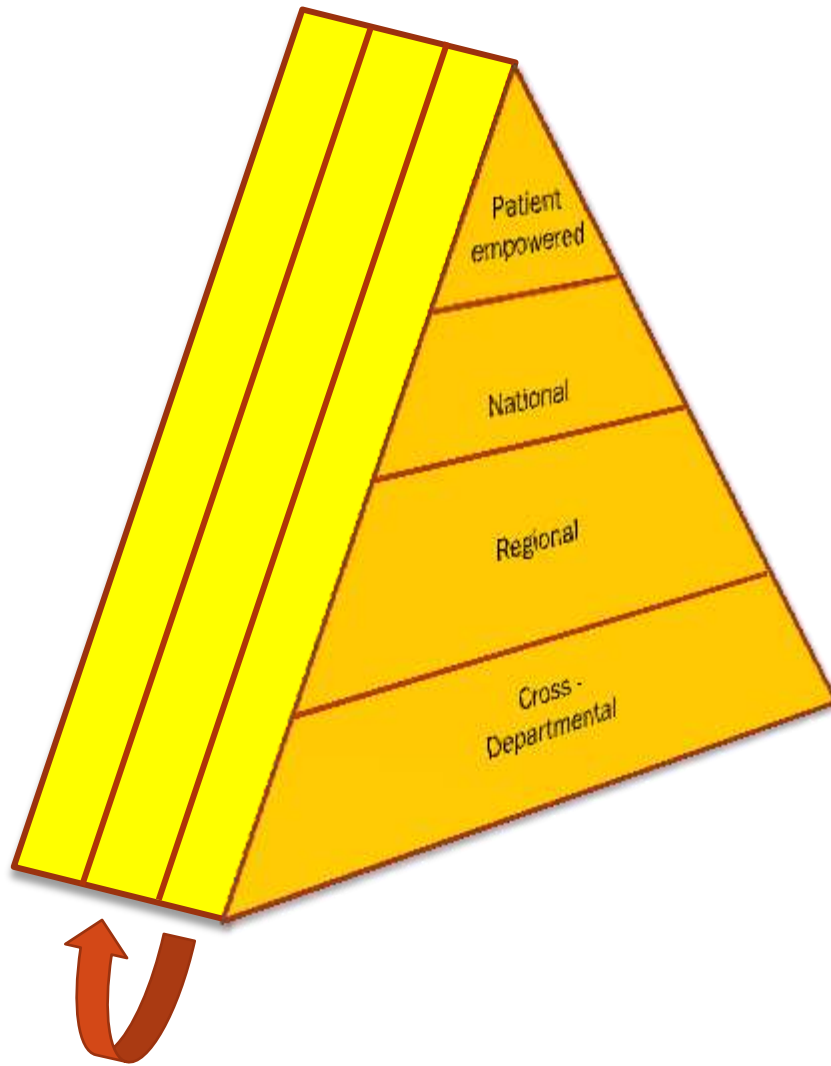 Patient
empowered
National
Regional
Cross -
Departmental